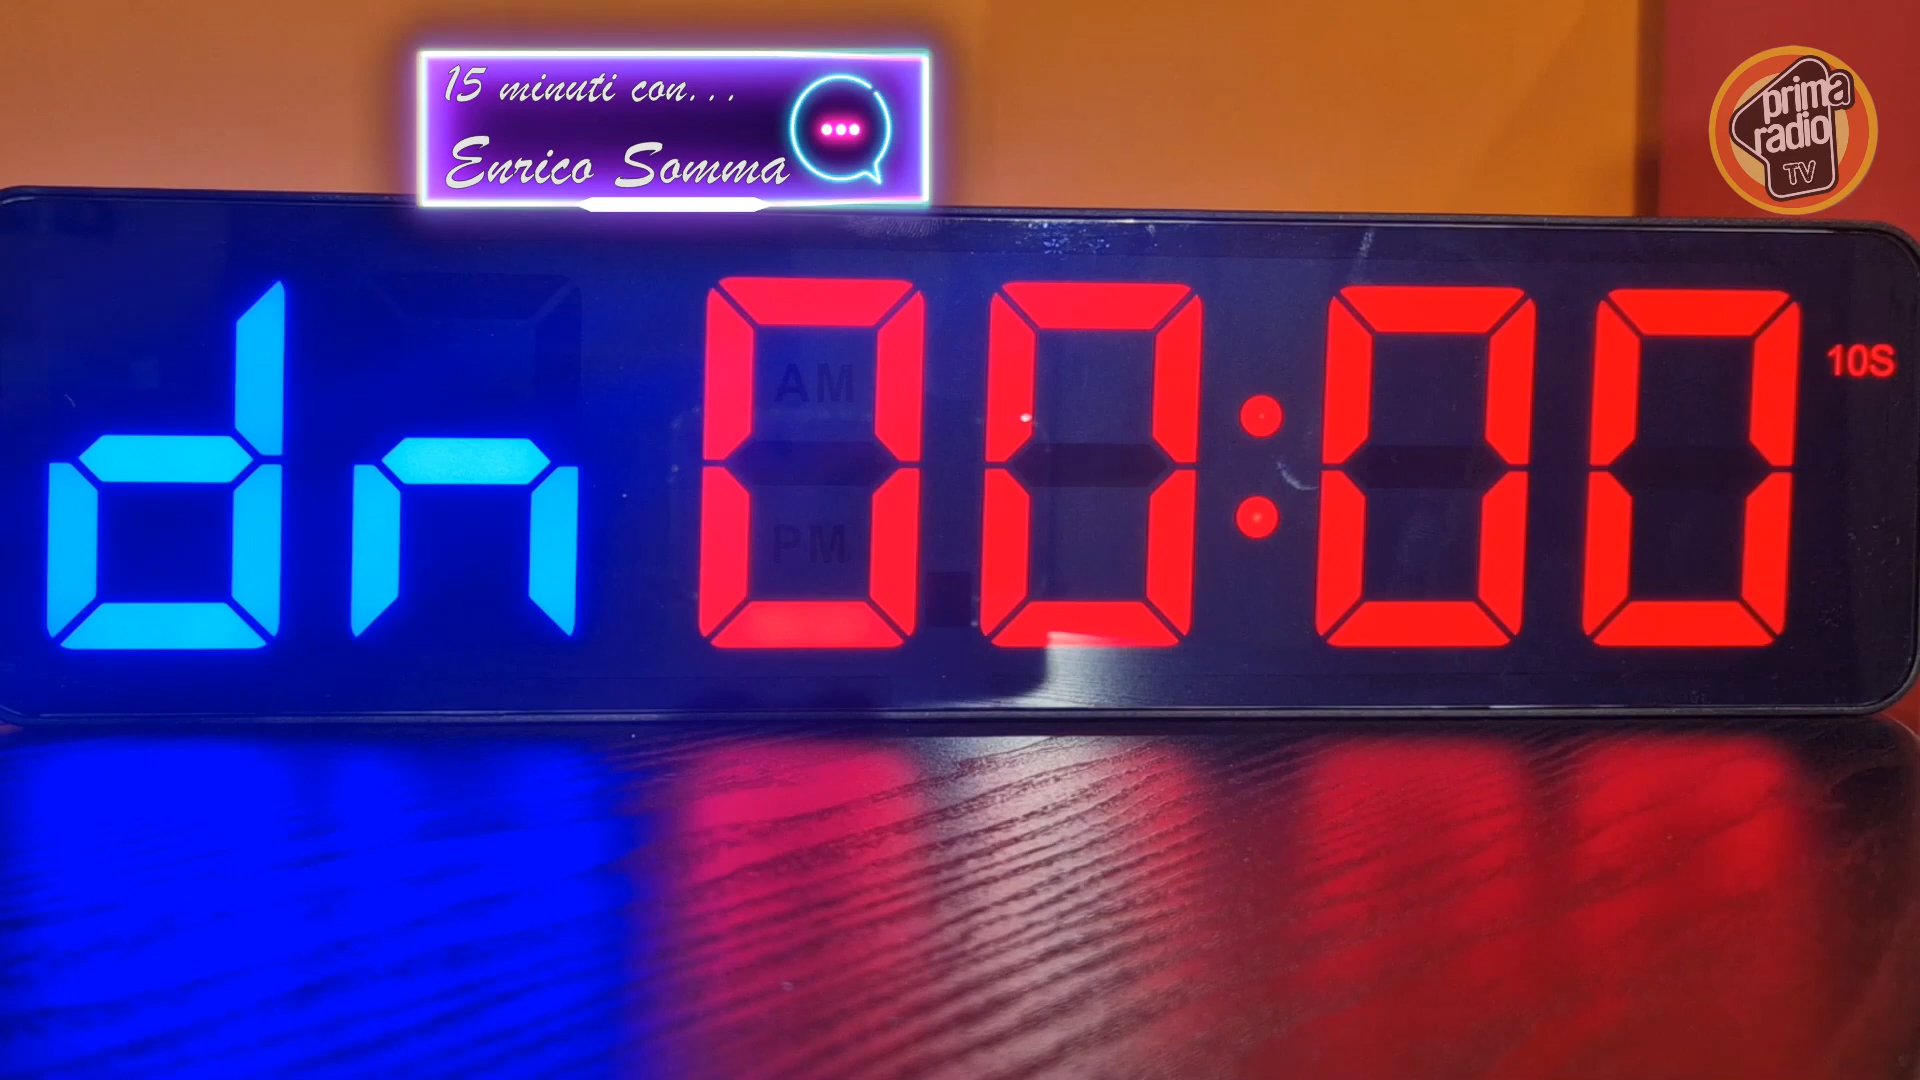 15 minuti con...
Enrico Somma
prima
radio
TV
dn 00:00
10S
AM
PM